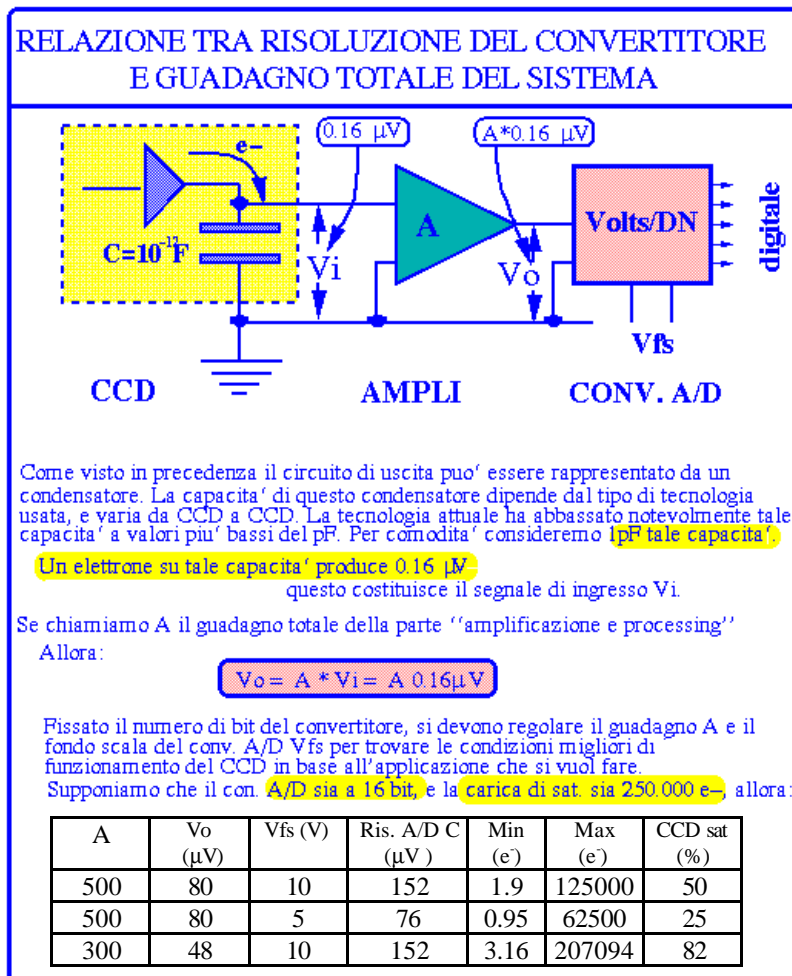 RELAZIONE TRA RISOLUZIONE DEL CONVERTITORE
E GUADAGNO TOTALE DEL SISTEMA
0.16 µV
A*0.16 µV
e–
A
Volts/DN
digitale
C=10⁻¹²F
Vi
Vo
Vfs
CCD
AMPLI
CONV. A/D
Come visto in precedenza il circuito di uscita puo' essere rappresentato da un
condensatore. La capacita' di questo condensatore dipende dal tipo di tecnologia
usata, e varia da CCD a CCD. La tecnologia attuale ha abbassato notevolmente tale
capacita' a valori piu' bassi del pF. Per comodita' consideremo 1pF tale capacita'.
Un elettrone su tale capacita' produce 0.16 µV
questo costituisce il segnale di ingresso Vi.
Se chiamiamo A il guadagno totale della parte ''amplificazione e processing''
Allora:
Vo = A * Vi = A 0.16µV
Fissato il numero di bit del convertitore, si devono regolare il guadagno A e il
fondo scala del conv. A/D Vfs per trovare le condizioni migliori di
funzionamento del CCD in base all'applicazione che si vuol fare.
Supponiamo che il con. A/D sia a 16 bit, e la carica di sat. sia 250.000 e–, allora:
A Vo (µV) Vfs (V) Ris. A/D C (µV ) Min (e⁻) Max (e⁻) CCD sat (%)
500 80 10 152 1.9 125000 50
500 80 5 76 0.95 62500 25
300 48 10 152 3.16 207094 82